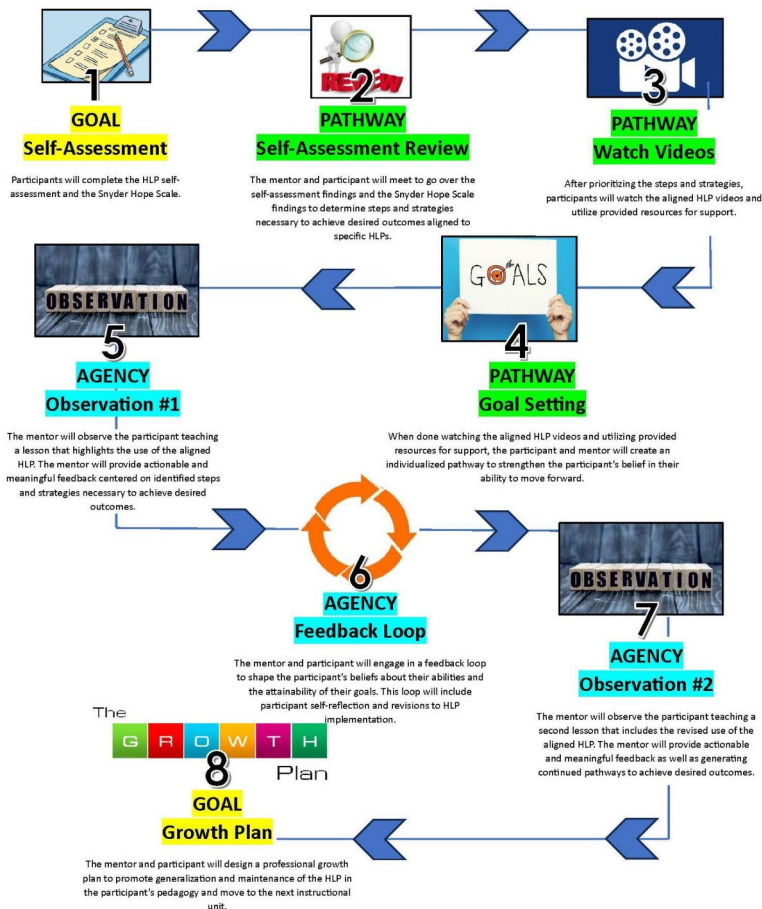 1
GOAL
Self-Assessment
Participants will complete the HLP self-
assessment and the Snyder Hope Scale.
REVIEW
2
PATHWAY
Self-Assessment Review
The mentor and participant will meet to go over the
self-assessment findings and the Snyder Hope Scale
findings to determine steps and strategies
necessary to achieve desired outcomes aligned to
specific HLPs.
3
PATHWAY
Watch Videos
After prioritizing the steps and strategies,
participants will watch the aligned HLP videos and
utilize provided resources for support.
GOALS
4
PATHWAY
Goal Setting
When done watching the aligned HLP videos and utilizing provided
resources for support, the participant and mentor will create an
individualized pathway to strengthen the participant's belief in their
ability to move forward.
OBSERVATION
5
AGENCY
Observation #1
The mentor will observe the participant teaching
a lesson that highlights the use of the aligned
HLP. The mentor will provide actionable and
meaningful feedback centered on identified steps
and strategies necessary to achieve desired
outcomes.
6
AGENCY
Feedback Loop
The mentor and participant will engage in a feedback loop
to shape the participant's beliefs about their abilities and
the attainability of their goals. This loop will include
participant self-reflection and revisions to HLP
implementation.
OBSERVATION
7
AGENCY
Observation #2
The mentor will observe the participant teaching a
second lesson that includes the revised use of the
aligned HLP. The mentor will provide actionable
and meaningful feedback as well as generating
continued pathways to achieve desired outcomes.
The
GROWTH
Plan
8
GOAL
Growth Plan
The mentor and participant will design a professional growth
plan to promote generalization and maintenance of the HLP in
the participant's pedagogy and move to the next instructional
unit.